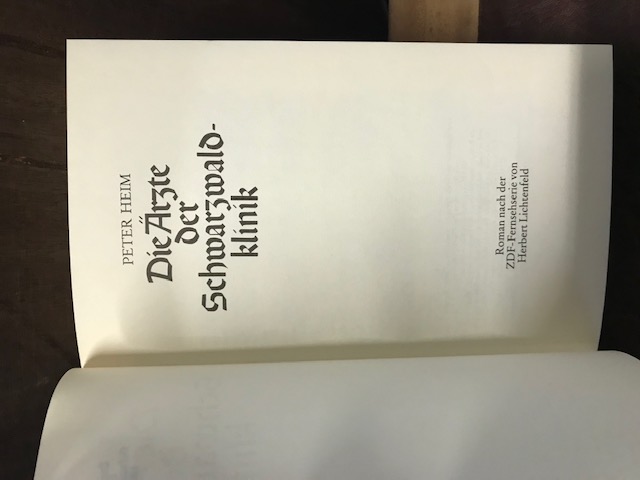 PETER HEIM
Die Ärzte
der
Schwarzwald-
klinik
Roman nach der
ZDF-Fernsehserie von
Herbert Lichtenfeld